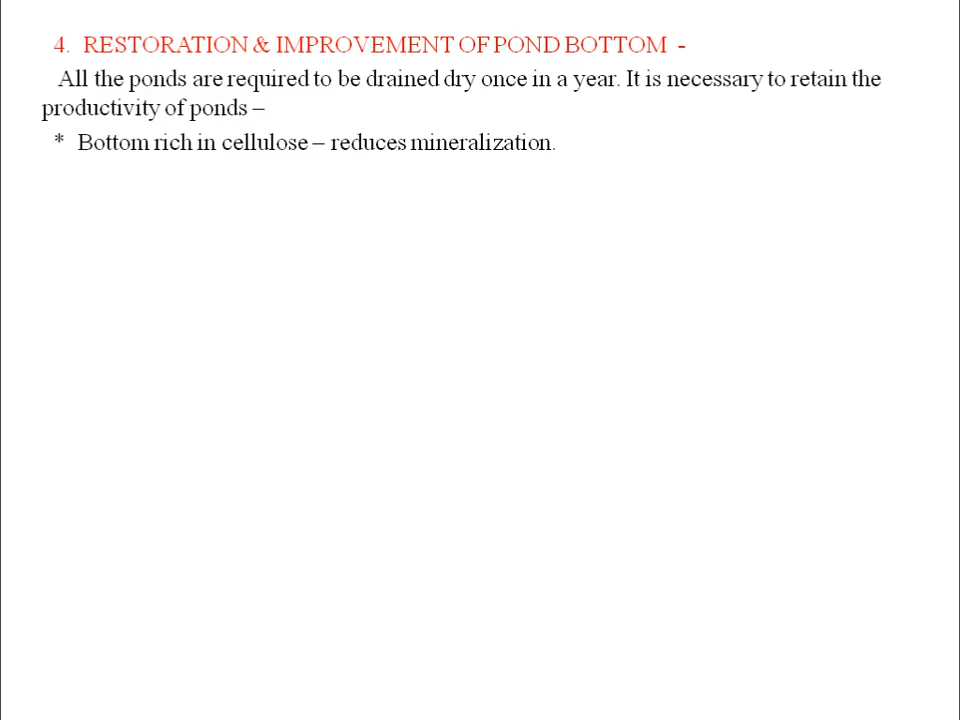 4. RESTORATION & IMPROVEMENT OF POND BOTTOM -
All the ponds are required to be drained dry once in a year. It is necessary to retain the
productivity of ponds –
* Bottom rich in cellulose – reduces mineralization.